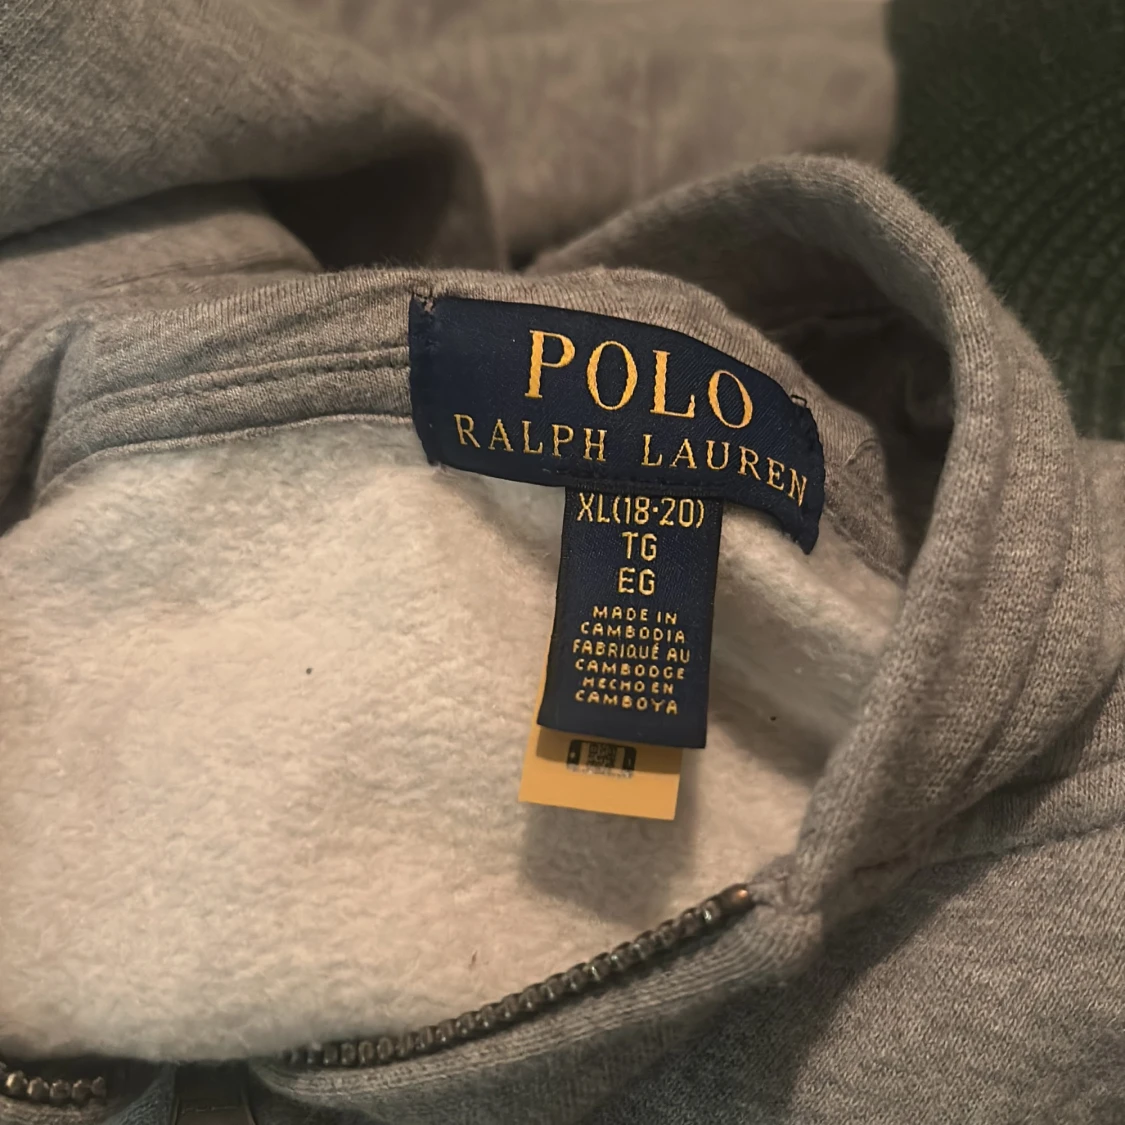 POLO
RALPH LAUREN
XL(18·20)
TG
EG
MADE IN
CAMBODIA
FABRIQUÉ AU
CAMBODGE
HECHO EN
CAMBOYA